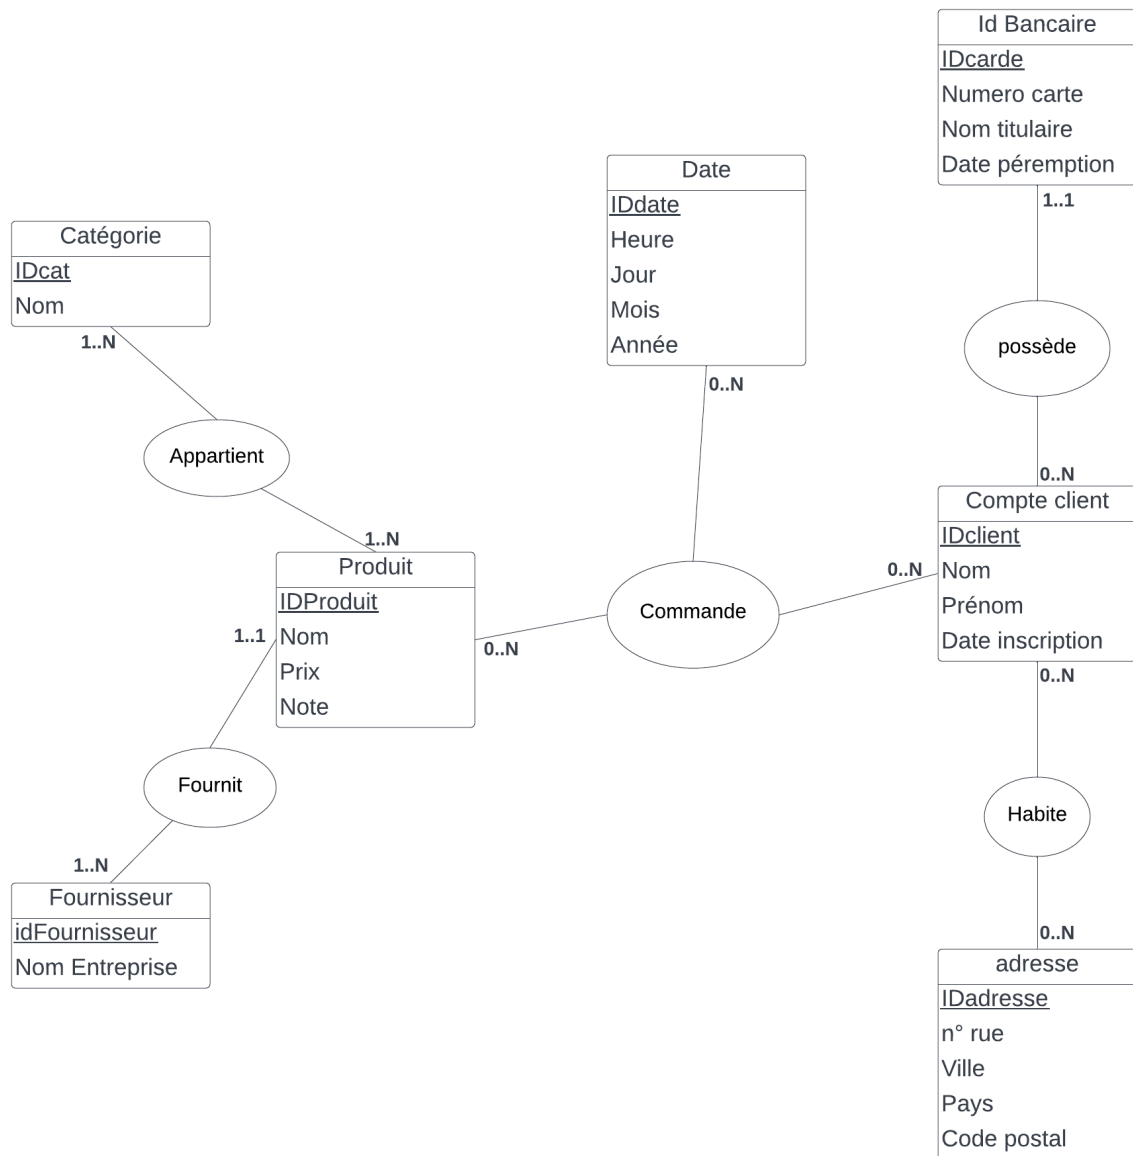 Id Bancaire
IDcarde
Numero carte
Nom titulaire
Date péremption
1..1
possède
0..N
Date
IDdate
Heure
Jour
Mois
Année
0..N
Catégorie
IDcat
Nom
1..N
Appartient
1..N
Produit
IDProduit
Nom
Prix
Note
1..1
0..N
Commande
0..N
Compte client
IDclient
Nom
Prénom
Date inscription
0..N
Fournit
1..N
Fournisseur
idFournisseur
Nom Entreprise
Habite
0..N
adresse
IDadresse
n° rue
Ville
Pays
Code postal